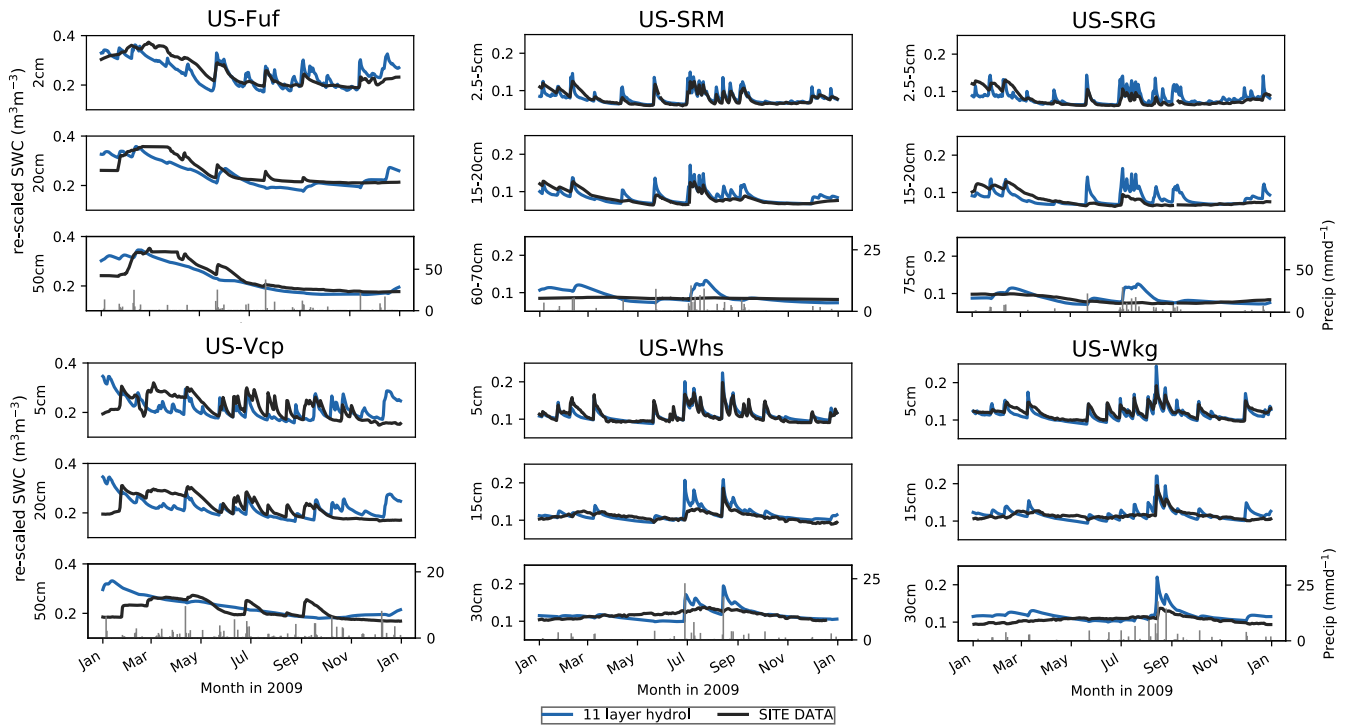 US-Fuf
US-SRM
US-SRG
re-scaled SWC (m³m⁻³)
2cm
0.4
0.2
2.5-5cm
0.2
0.1
2.5-5cm
0.2
0.1
20cm
0.4
0.2
15-20cm
0.2
0.1
15-20cm
0.2
0.1
50cm
0.4
0.2
50
0
60-70cm
0.2
0.1
25
0
75cm
0.2
0.1
50
0
Precip (mmd⁻¹)
US-Vcp
US-Whs
US-Wkg
re-scaled SWC (m³m⁻³)
5cm
0.4
0.2
5cm
0.2
0.1
5cm
0.2
0.1
20cm
0.4
0.2
15cm
0.2
0.1
15cm
0.2
0.1
50cm
0.4
0.2
20
0
30cm
0.2
0.1
25
0
30cm
0.2
0.1
25
0
Precip (mmd⁻¹)
Jan Mar May Jul Sep Nov Jan
Jan Mar May Jul Sep Nov Jan
Jan Mar May Jul Sep Nov Jan
Month in 2009
Month in 2009
Month in 2009
11 layer hydrol
SITE DATA